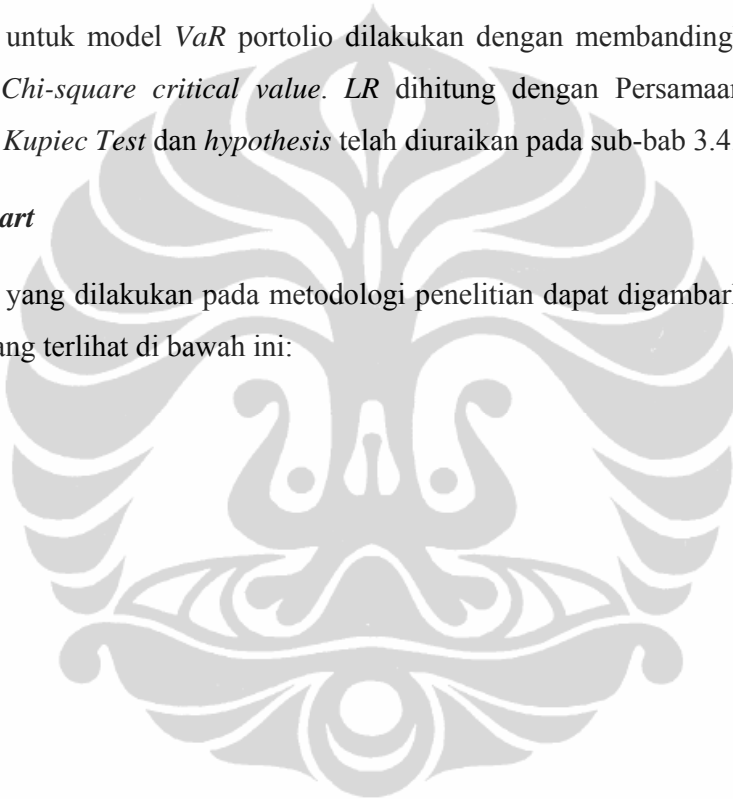 untuk model VaR portolio dilakukan dengan membanding
Chi-square critical value. LR dihitung dengan Persamaan
Kupiec Test dan hypothesis telah diuraikan pada sub-bab 3.4
art
yang dilakukan pada metodologi penelitian dapat digambar
ang terlihat di bawah ini: